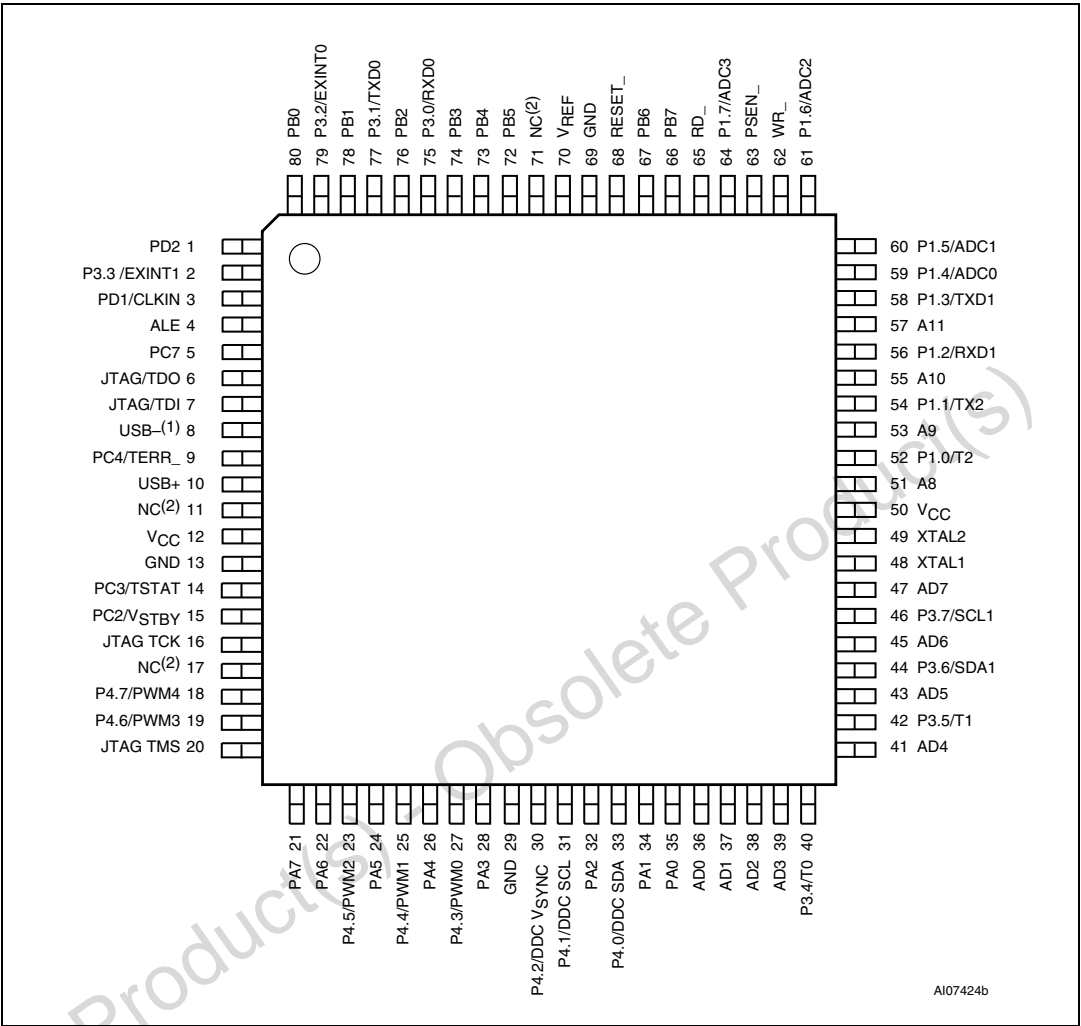 80 PB0
79 P3.2/EXINT0
78 PB1
77 P3.1/TXD0
76 PB2
75 P3.0/RXD0
74 PB3
73 PB4
72 PB5
71 NC(2)
70 VREF
69 GND
68 RESET_
67 PB6
66 PB7
65 RD_
64 P1.7/ADC3
63 PSEN_
62 WR_
61 P1.6/ADC2
PD2 1
P3.3 /EXINT1 2
PD1/CLKIN 3
ALE 4
PC7 5
JTAG/TDO 6
JTAG/TDI 7
USB–(1) 8
PC4/TERR_ 9
USB+ 10
NC(2) 11
VCC 12
GND 13
PC3/TSTAT 14
PC2/VSTBY 15
JTAG TCK 16
NC(2) 17
P4.7/PWM4 18
P4.6/PWM3 19
JTAG TMS 20
60 P1.5/ADC1
59 P1.4/ADC0
58 P1.3/TXD1
57 A11
56 P1.2/RXD1
55 A10
54 P1.1/TX2
53 A9
52 P1.0/T2
51 A8
50 VCC
49 XTAL2
48 XTAL1
47 AD7
46 P3.7/SCL1
45 AD6
44 P3.6/SDA1
43 AD5
42 P3.5/T1
41 AD4
PA7 21
PA6 22
P4.5/PWM2 23
PA5 24
P4.4/PWM1 25
PA4 26
P4.3/PWM0 27
PA3 28
GND 29
P4.2/DDC VSYNC 30
P4.1/DDC SCL 31
PA2 32
P4.0/DDC SDA 33
PA1 34
PA0 35
AD0 36
AD1 37
AD2 38
AD3 39
P3.4/T0 40
AI07424b
Product(s) - Obsolete Product(s)